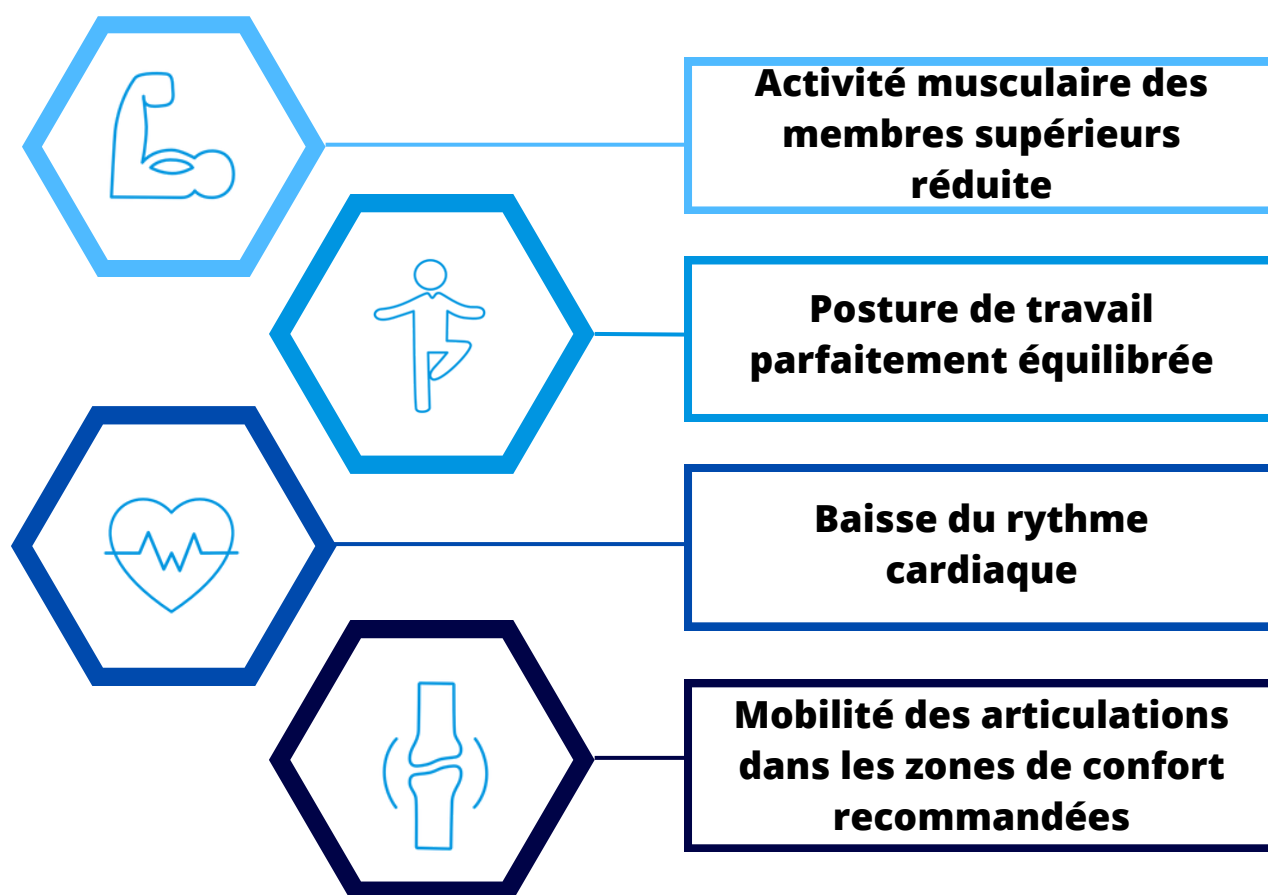 Activité musculaire des
membres supérieurs
réduite
Posture de travail
parfaitement équilibrée
Baisse du rythme
cardiaque
Mobilité des articulations
dans les zones de confort
recommandées